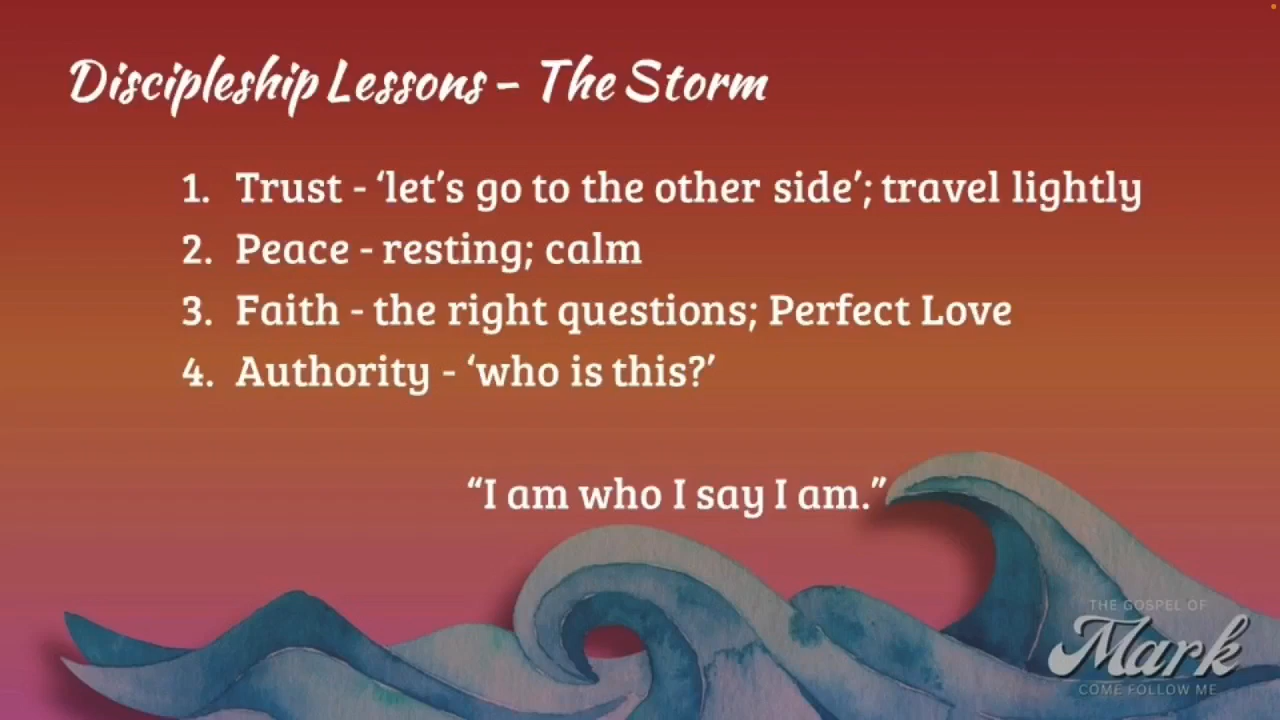 Discipleship Lessons - The Storm
1. Trust - ‘let’s go to the other side’; travel lightly
2. Peace - resting; calm
3. Faith - the right questions; Perfect Love
4. Authority - ‘who is this?’
“I am who I say I am.”
THE GOSPEL OF
Mark
COME FOLLOW ME